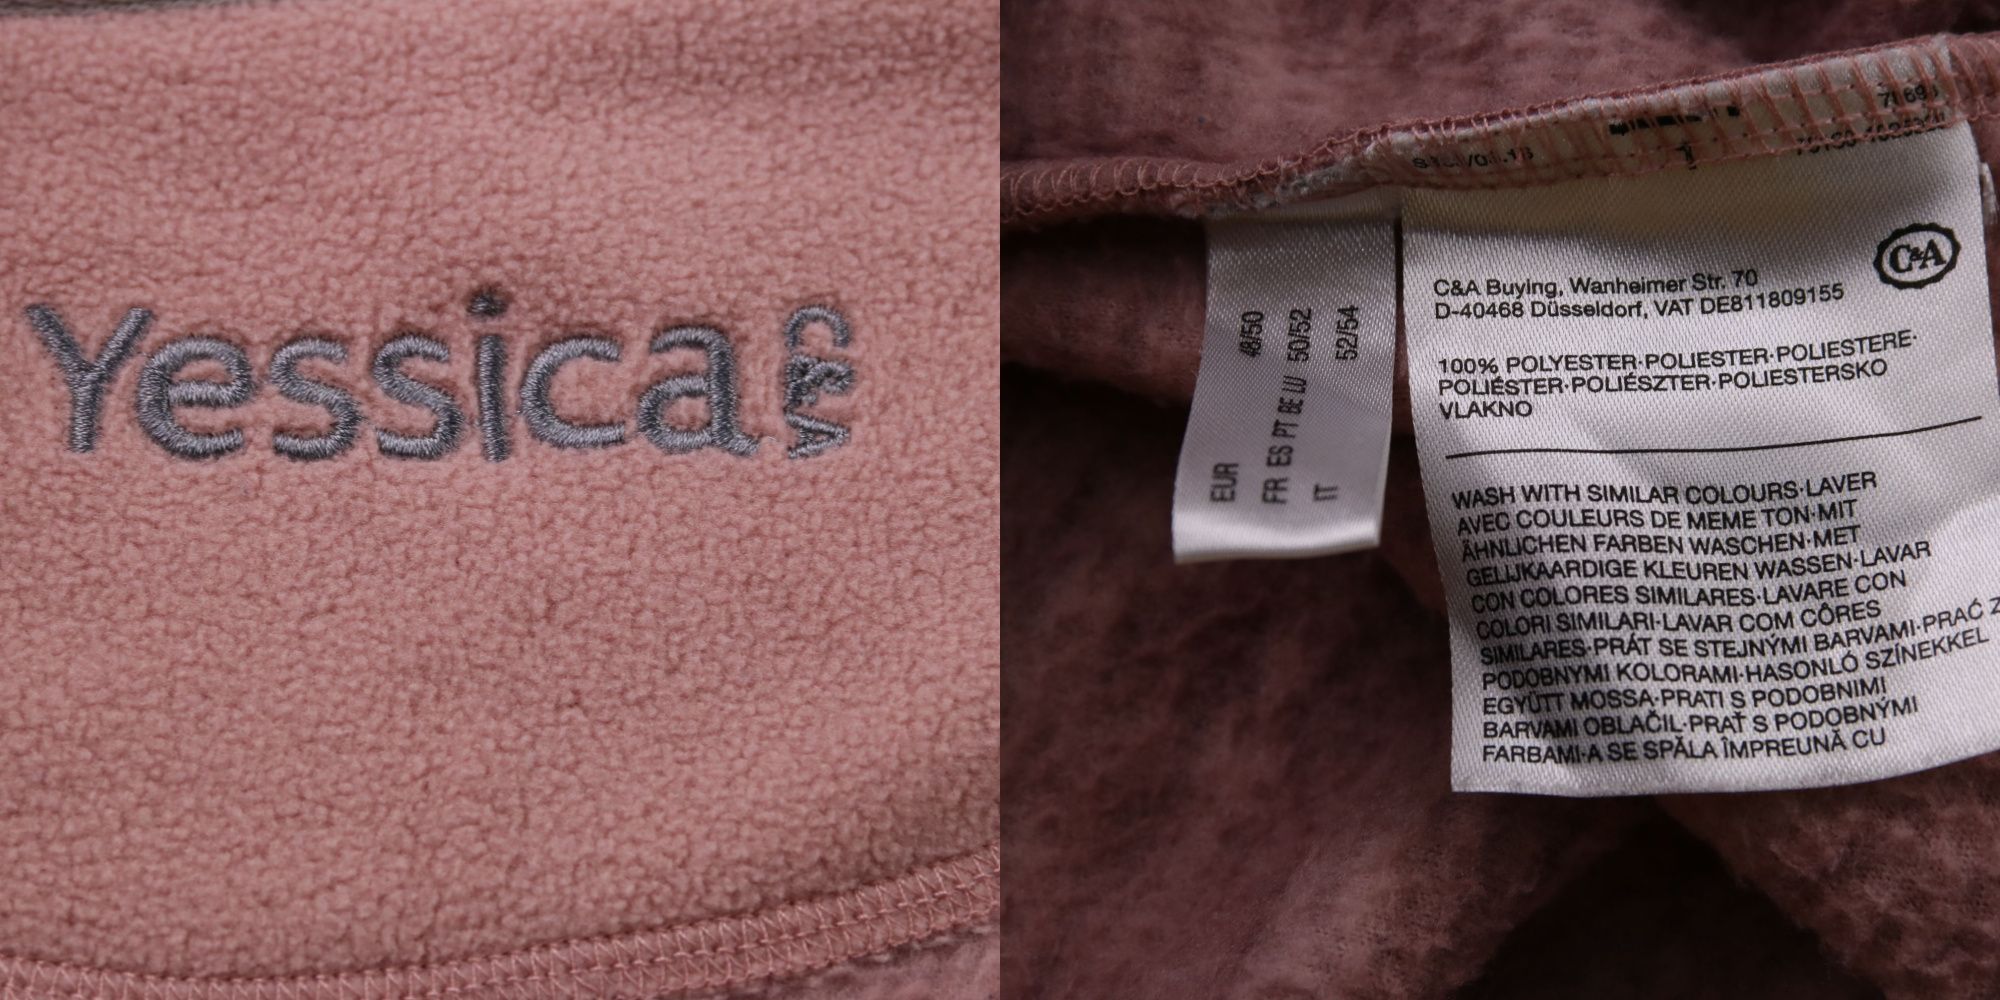 Yessica C&A
EUR 48/50
FR ES PT BE LU 50/52
IT 52/54
C&A
C&A Buying, Wanheimer Str. 70
D-40468 Düsseldorf, VAT DE811809155
100% POLYESTER·POLIESTER·POLIESTERE·
POLIÉSTER·POLIÉSZTER·POLIESTERSKO
VLAKNO
WASH WITH SIMILAR COLOURS·LAVER
AVEC COULEURS DE MEME TON·MIT
ÄHNLICHEN FARBEN WASCHEN·MET
GELIJKAARDIGE KLEUREN WASSEN·LAVAR
CON COLORES SIMILARES·LAVARE CON
COLORI SIMILARI·LAVAR COM CÔRES
SIMILARES·PRÁT SE STEJNÝMI BARVAMI·PRAĆ Z
PODOBNYMI KOLORAMI·HASONLÓ SZÍNEKKEL
EGYÜTT MOSSA·PRATI S PODOBNIMI
BARVAMI OBLAČIL·PRAŤ S PODOBNÝMI
FARBAMI·A SE SPĂLA ÎMPREUNĂ CU